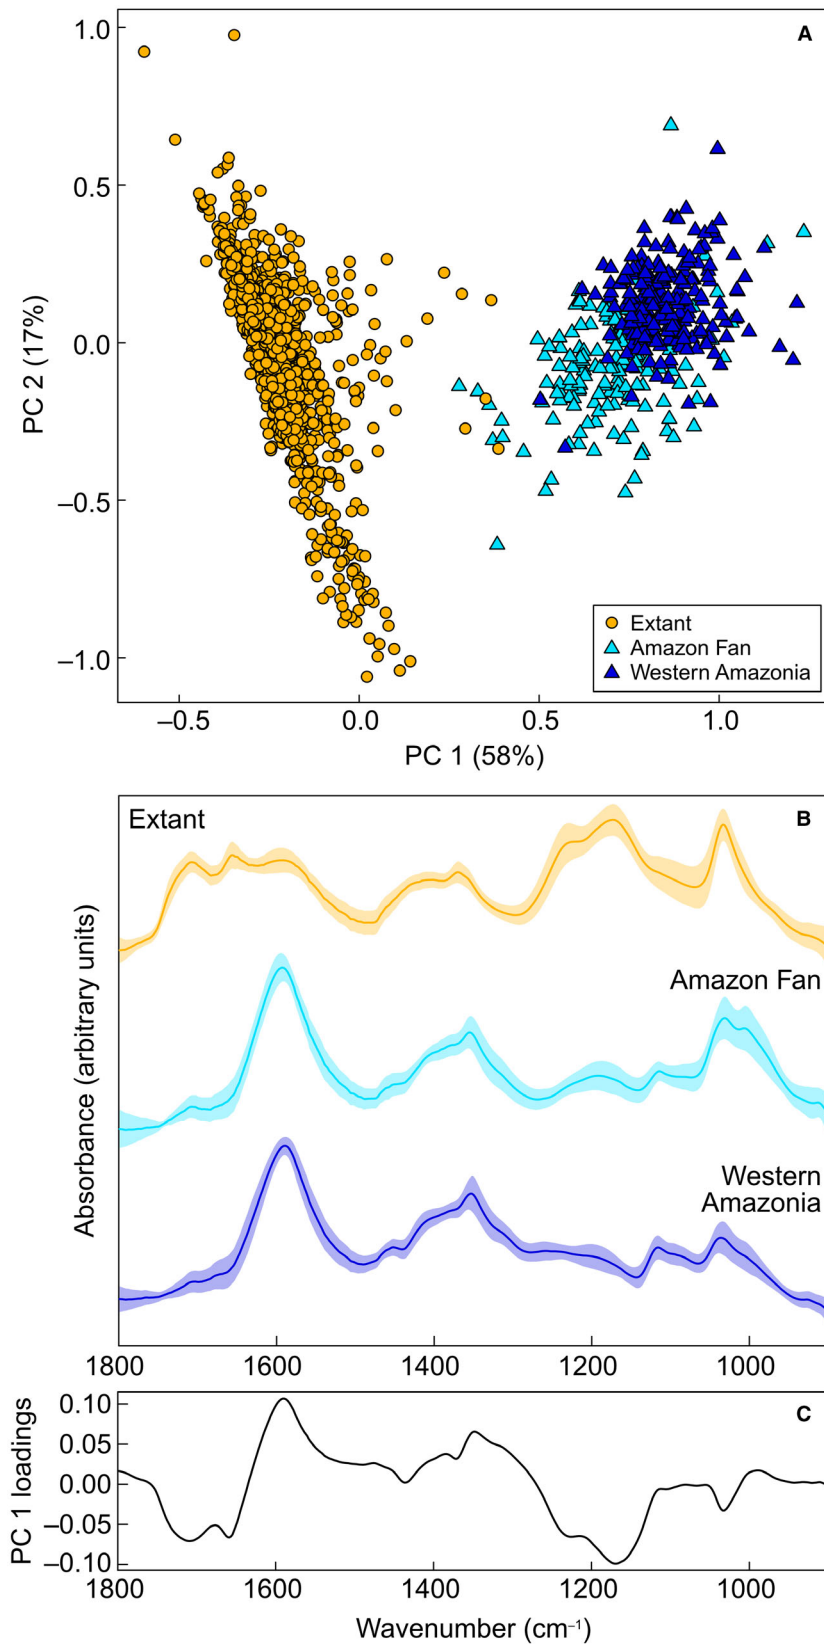 A
1.0
0.5
0.0
–0.5
–1.0
PC 2 (17%)
Extant
Amazon Fan
Western Amazonia
–0.5
0.0
0.5
1.0
PC 1 (58%)
B
Extant
Amazon Fan
Western
Amazonia
Absorbance (arbitrary units)
1800
1600
1400
1200
1000
C
0.10
0.05
0.00
–0.05
–0.10
PC 1 loadings
1800
1600
1400
1200
1000
Wavenumber (cm⁻¹)